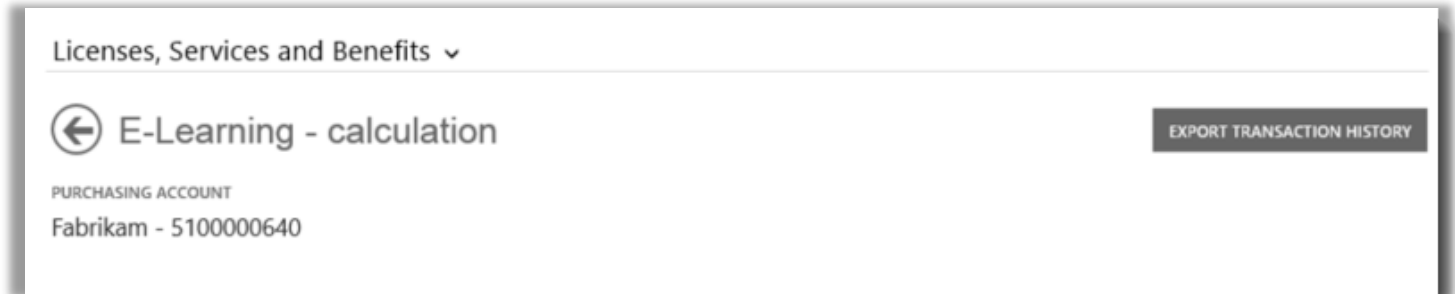 Licenses, Services and Benefits
E-Learning - calculation
EXPORT TRANSACTION HISTORY
PURCHASING ACCOUNT
Fabrikam - 5100000640